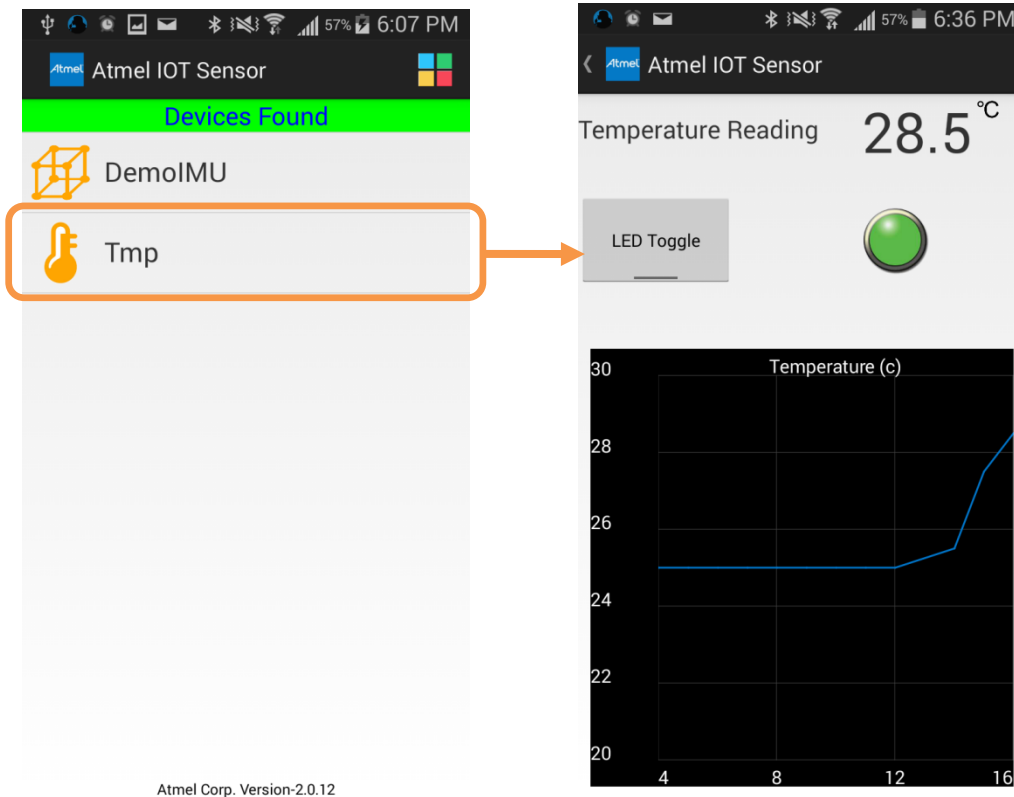 57% 6:07 PM
Atmel Atmel IOT Sensor
Devices Found
DemoIMU
Tmp
Atmel Corp. Version-2.0.12
57% 6:36 PM
Atmel Atmel IOT Sensor
Temperature Reading 28.5 °C
LED Toggle
Temperature (c)
30
28
26
24
22
20
4 8 12 16